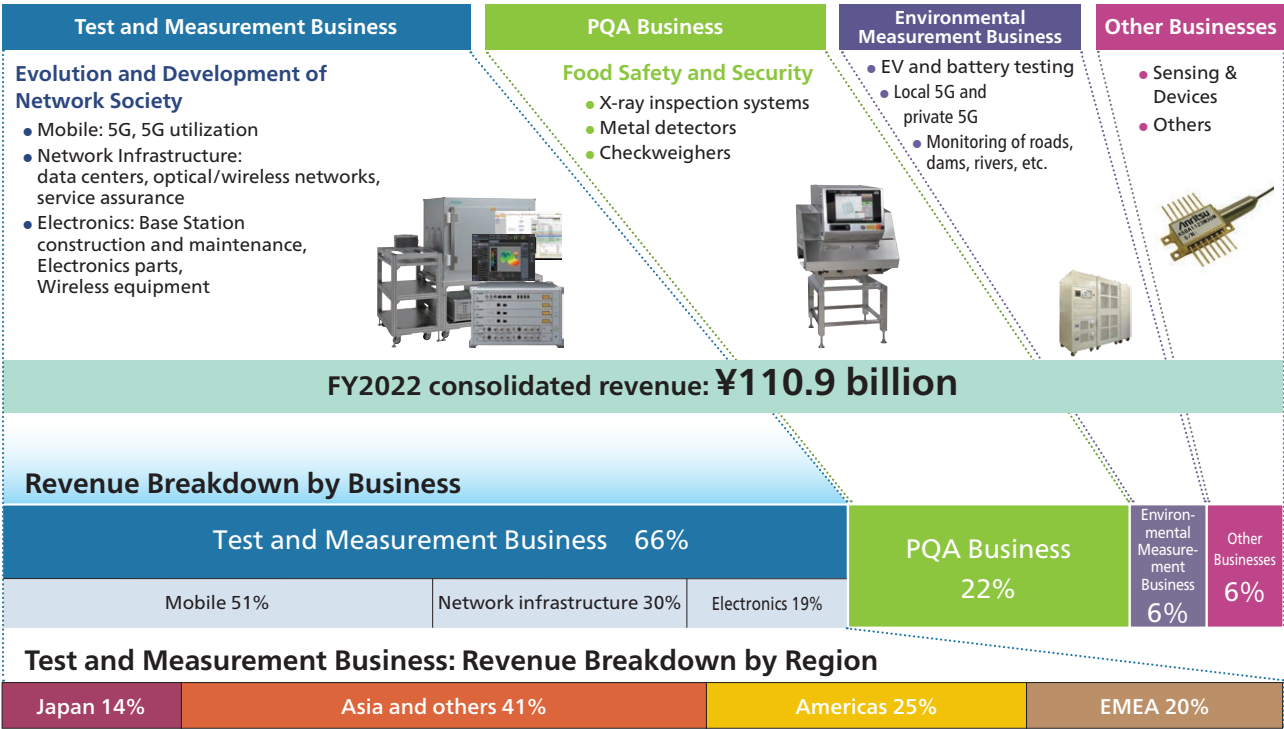 Test and Measurement Business
PQA Business
Environmental
Measurement Business
Other Businesses
Evolution and Development of
Network Society
● Mobile: 5G, 5G utilization
● Network Infrastructure:
data centers, optical/wireless networks,
service assurance
● Electronics: Base Station
construction and maintenance,
Electronics parts,
Wireless equipment
Food Safety and Security
● X-ray inspection systems
● Metal detectors
● Checkweighers
● EV and battery testing
● Local 5G and
private 5G
● Monitoring of roads,
dams, rivers, etc.
● Sensing &
Devices
● Others
Anritsu
FY2022 consolidated revenue: ¥110.9 billion
Revenue Breakdown by Business
Test and Measurement Business 66%
Mobile 51%
Network infrastructure 30%
Electronics 19%
PQA Business
22%
Environ-
mental
Measure-
ment
Business
6%
Other
Businesses
6%
Test and Measurement Business: Revenue Breakdown by Region
Japan 14%
Asia and others 41%
Americas 25%
EMEA 20%